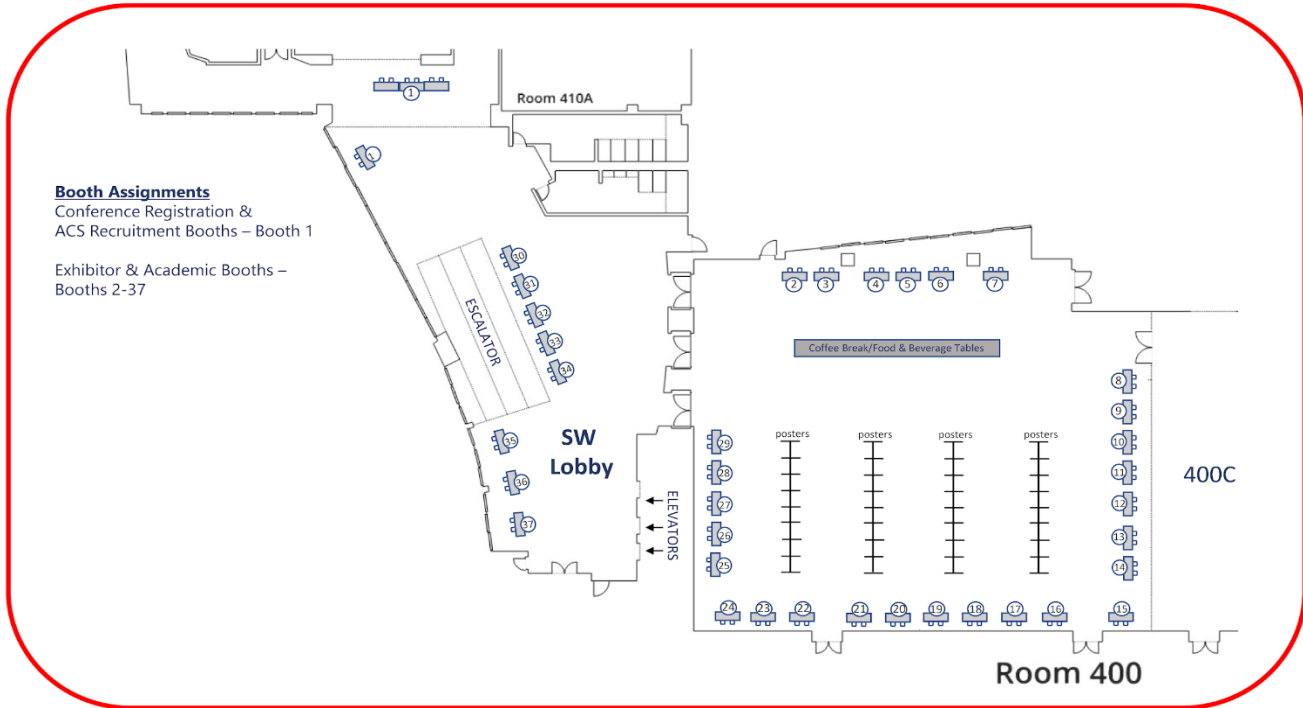 1
Room 410A
1
Booth Assignments
Conference Registration &
ACS Recruitment Booths – Booth 1
Exhibitor & Academic Booths –
Booths 2-37
30
31
32
33
34
ESCALATOR
35
36
37
SW
Lobby
ELEVATORS
2 3 4 5 6 7
Coffee Break/Food & Beverage Tables
8
9
10
11
12
13
14
400C
posters posters posters posters
29
28
27
26
25
24 23 22 21 20 19 18 17 16 15
Room 400